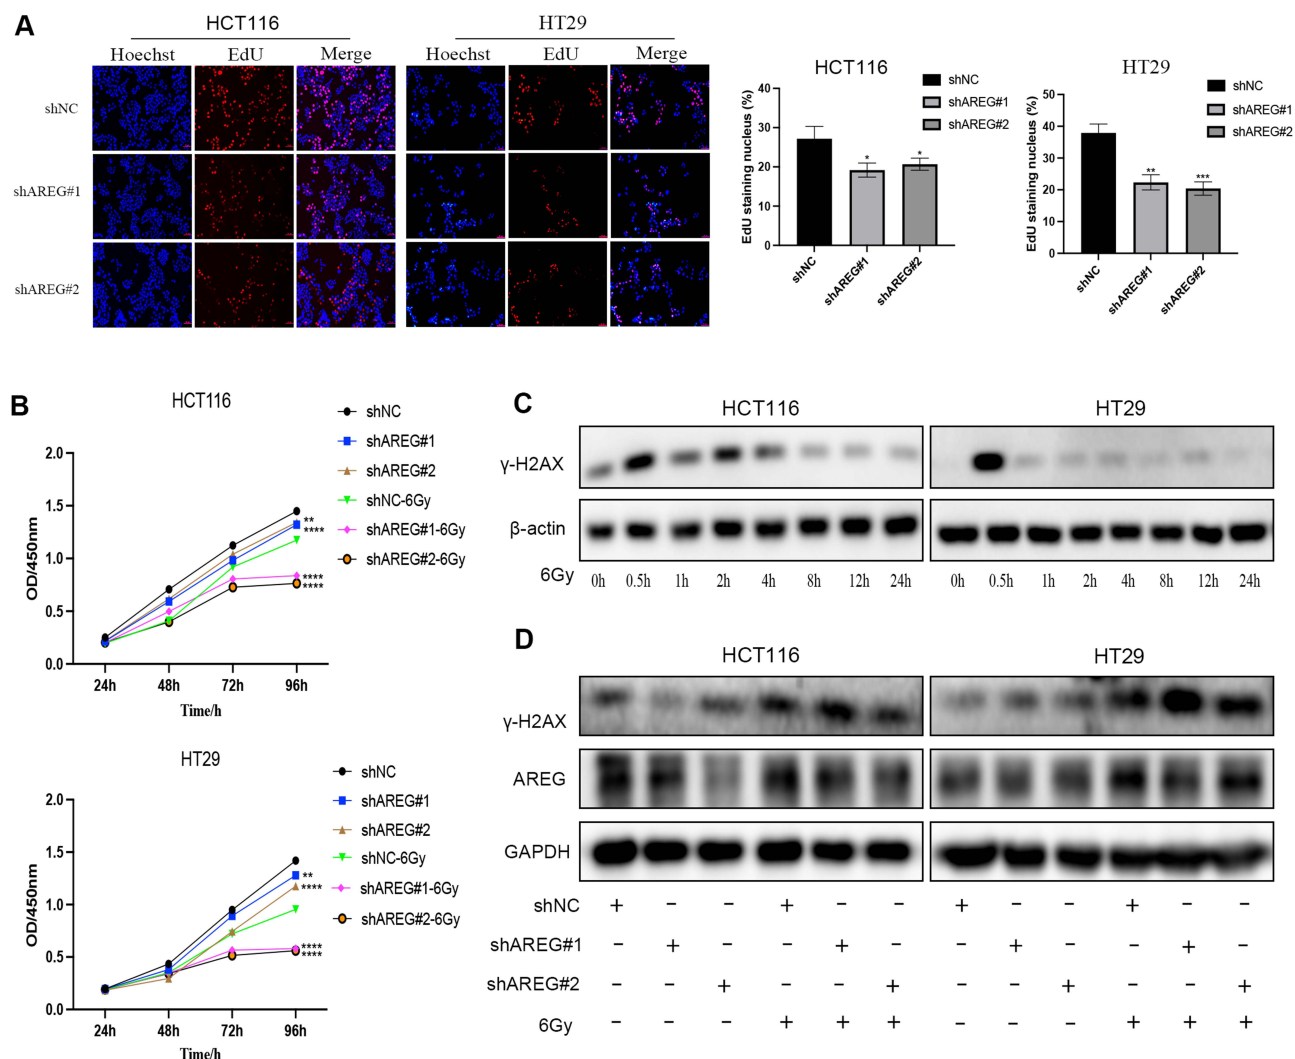 A
HCT116
HT29
Hoechst EdU Merge
Hoechst EdU Merge
shNC
shAREG#1
shAREG#2
HCT116
shNC
shAREG#1
shAREG#2
EdU staining nucleus (%)
40
30
20
10
0
*
*
shNC shAREG#1 shAREG#2
HT29
shNC
shAREG#1
shAREG#2
EdU staining nucleus (%)
50
40
30
20
10
0
**
***
shNC shAREG#1 shAREG#2
B
HCT116
shNC
shAREG#1
shAREG#2
shNC-6Gy
shAREG#1-6Gy
shAREG#2-6Gy
OD/450nm
2.0
1.5
1.0
0.5
0.0
**
****
****
****
24h 48h 72h 96h
Time/h
HT29
shNC
shAREG#1
shAREG#2
shNC-6Gy
shAREG#1-6Gy
shAREG#2-6Gy
OD/450nm
2.0
1.5
1.0
0.5
0.0
**
****
****
****
24h 48h 72h 96h
Time/h
C
HCT116 HT29
γ-H2AX
β-actin
6Gy 0h 0.5h 1h 2h 4h 8h 12h 24h 0h 0.5h 1h 2h 4h 8h 12h 24h
D
HCT116 HT29
γ-H2AX
AREG
GAPDH
shNC + − − + − − + − − + − −
shAREG#1 − + − − + − − + − − + −
shAREG#2 − − + − − + − − + − − +
6Gy − − − + + + − − − + + +